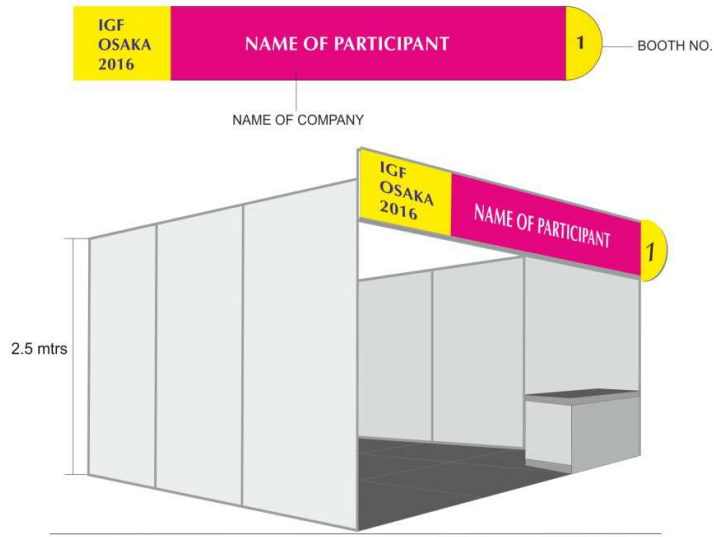 IGF
OSAKA
2016
NAME OF PARTICIPANT
1
BOOTH NO.
NAME OF COMPANY
IGF
OSAKA
2016
NAME OF PARTICIPANT
1
2.5 mtrs